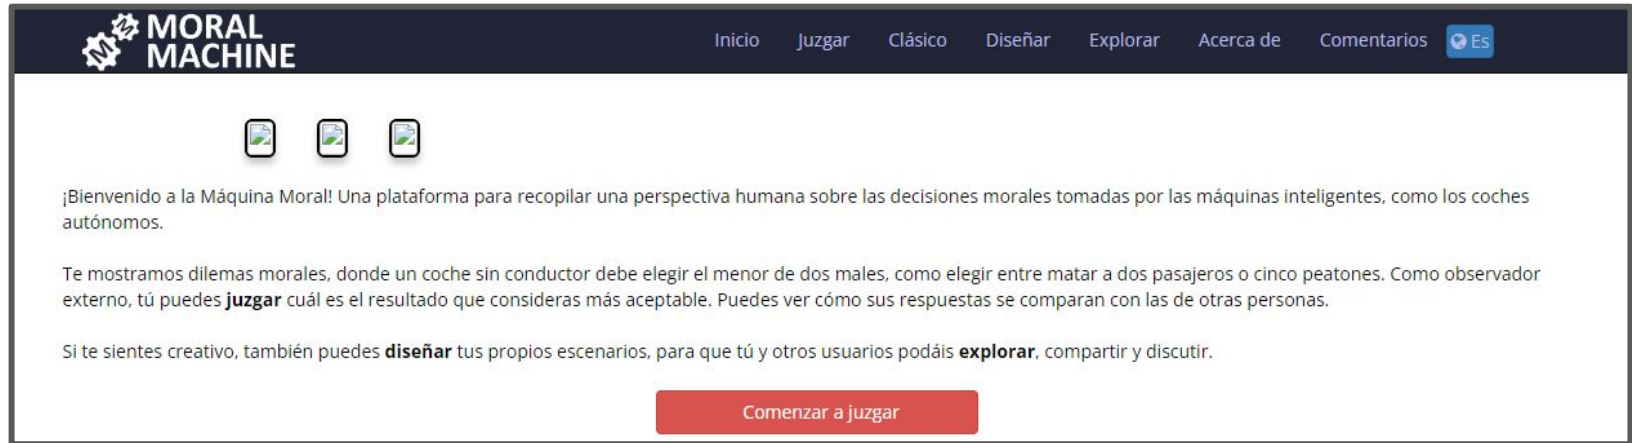 MORAL
MACHINE
Inicio Juzgar Clásico Diseñar Explorar Acerca de Comentarios Es
¡Bienvenido a la Máquina Moral! Una plataforma para recopilar una perspectiva humana sobre las decisiones morales tomadas por las máquinas inteligentes, como los coches
autónomos.
Te mostramos dilemas morales, donde un coche sin conductor debe elegir el menor de dos males, como elegir entre matar a dos pasajeros o cinco peatones. Como observador
externo, tú puedes juzgar cuál es el resultado que consideras más aceptable. Puedes ver cómo sus respuestas se comparan con las de otras personas.
Si te sientes creativo, también puedes diseñar tus propios escenarios, para que tú y otros usuarios podáis explorar, compartir y discutir.
Comenzar a juzgar